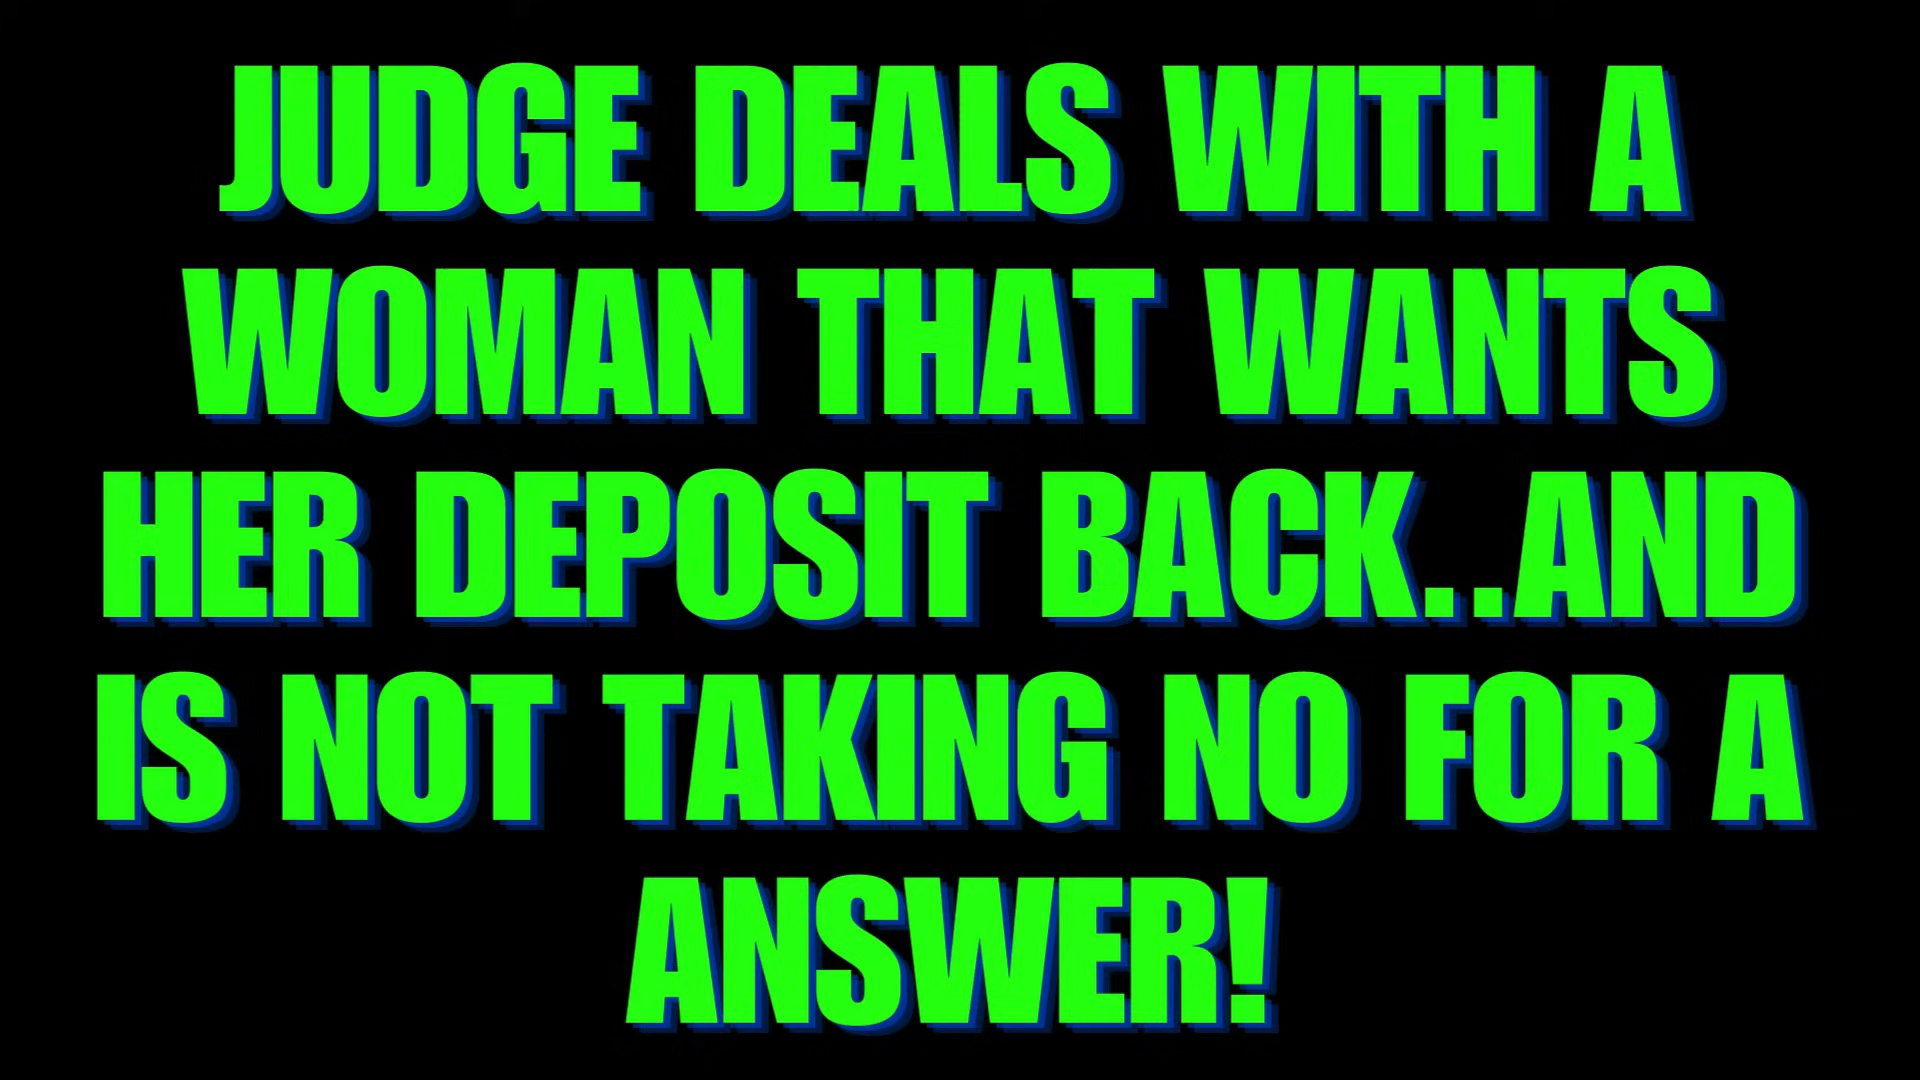 JUDGE DEALS WITH A
WOMAN THAT WANTS
HER DEPOSIT BACK..AND
IS NOT TAKING NO FOR A
ANSWER!